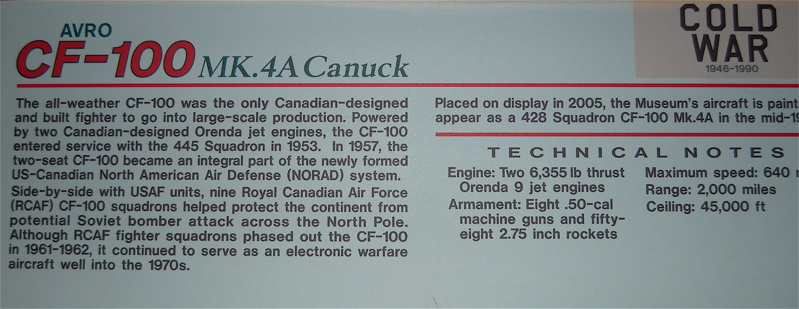 AVRO
CF-100 MK.4A Canuck
COLD
WAR
1946-1990
The all-weather CF-100 was the only Canadian-designed
and built fighter to go into large-scale production. Powered
by two Canadian-designed Orenda jet engines, the CF-100
entered service with the 445 Squadron in 1953. In 1957, the
two-seat CF-100 became an integral part of the newly formed
US-Canadian North American Air Defense (NORAD) system.
Side-by-side with USAF units, nine Royal Canadian Air Force
(RCAF) CF-100 squadrons helped protect the continent from
potential Soviet bomber attack across the North Pole.
Although RCAF fighter squadrons phased out the CF-100
in 1961-1962, it continued to serve as an electronic warfare
aircraft well into the 1970s.
Placed on display in 2005, the Museum's aircraft is paint
appear as a 428 Squadron CF-100 Mk.4A in the mid-19
TECHNICAL NOTES
Engine: Two 6,355 lb thrust
Orenda 9 jet engines
Armament: Eight .50-cal
machine guns and fifty-
eight 2.75 inch rockets
Maximum speed: 640
Range: 2,000 miles
Ceiling: 45,000 ft